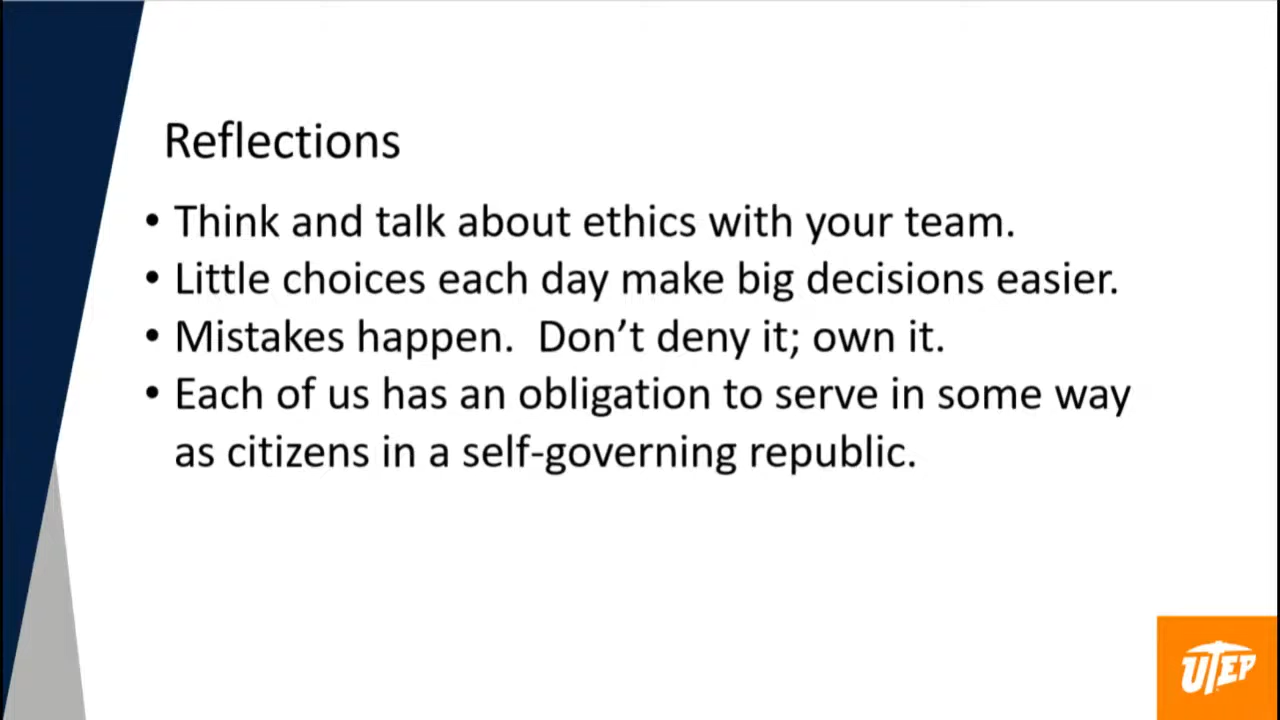 Reflections
• Think and talk about ethics with your team.
• Little choices each day make big decisions easier.
• Mistakes happen.  Don’t deny it; own it.
• Each of us has an obligation to serve in some way
as citizens in a self-governing republic.
UTEP